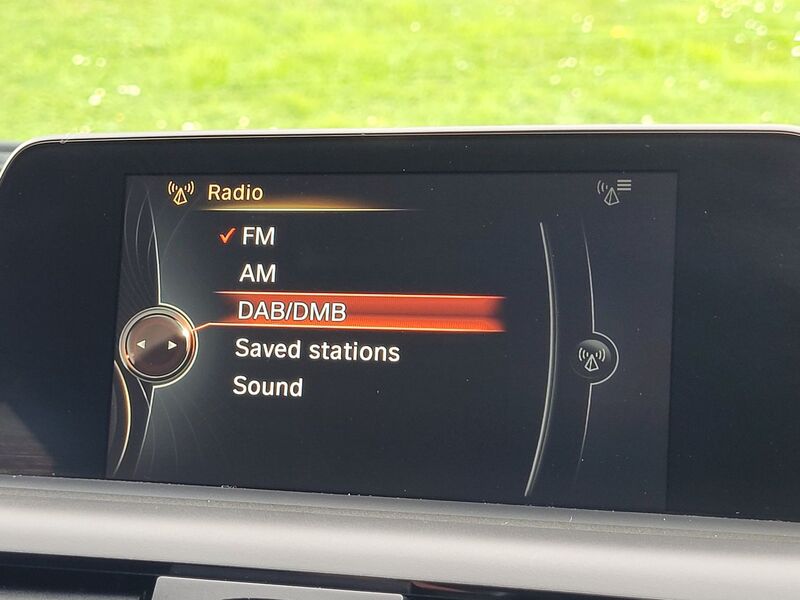 Radio
FM
AM
DAB/DMB
Saved stations
Sound